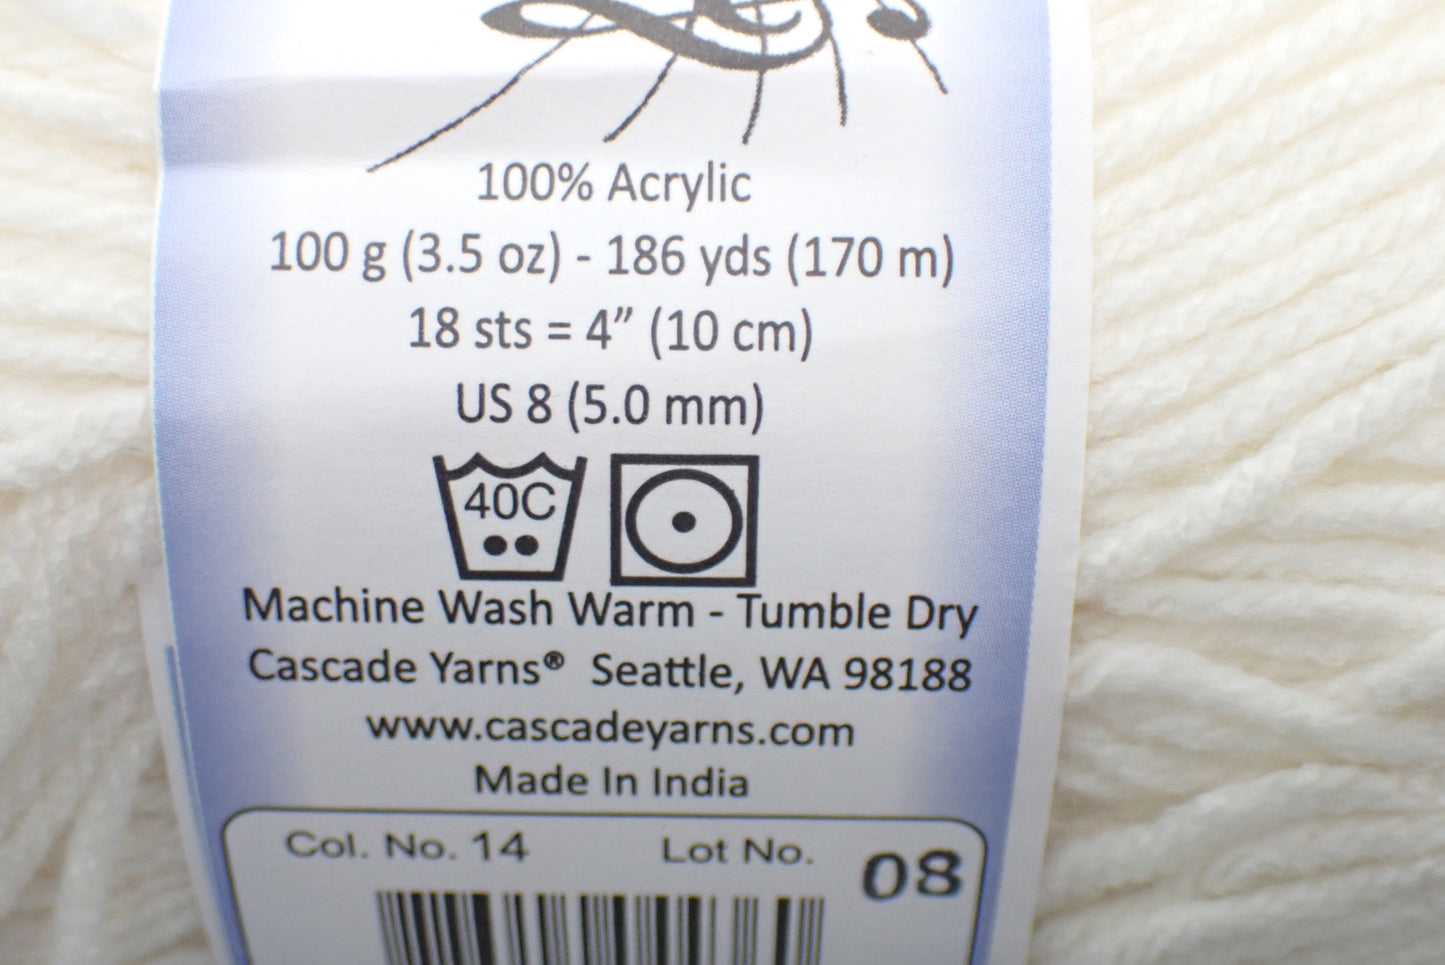 100% Acrylic
100 g (3.5 oz) - 186 yds (170 m)
18 sts = 4” (10 cm)
US 8 (5.0 mm)
40C
Machine Wash Warm - Tumble Dry
Cascade Yarns® Seattle, WA 98188
www.cascadeyarns.com
Made In India
Col. No. 14 Lot No. 08